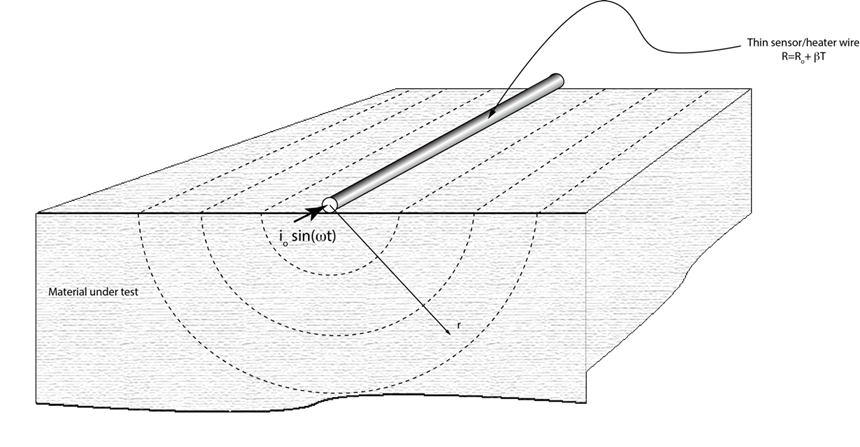 Thin sensor/heater wire
R=Rₒ+ βT
iₒ sin(ωt)
Material under test
r